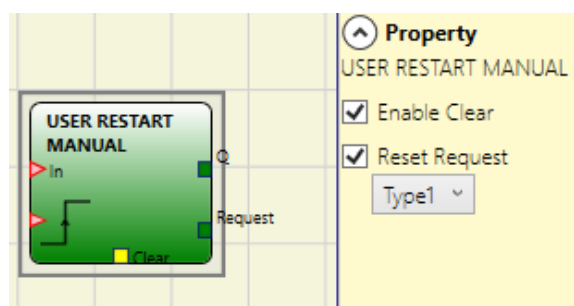 USER RESTART
MANUAL
In
Q
Request
Clear
Property
USER RESTART MANUAL
Enable Clear
Reset Request
Type1